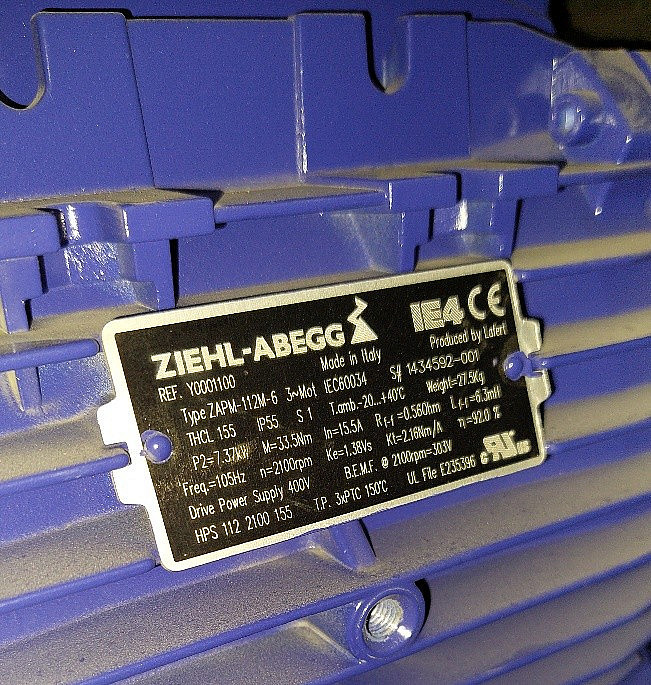 ZIEHL-ABEGG IE4 CE
Made in Italy Produced by Lafert
REF. Y0001100 S# 1434592-001
Type ZAPM-112M-6 3~Mot IEC60034 Weight=27.5Kg
THCL 155 IP55 S 1 T.amb.-20...+40°C
P2=7.37kW M=33.5Nm In=15.5A Rf-f =0.56Ohm Lf-f =6.3mH
Freq.=105Hz n=2100rpm Ke=1.38Vs Kt=2.16Nm/A η=92.0 %
Drive Power Supply 400V B.E.M.F. @ 2100rpm=303V
HPS 112 2100 155 T.P. 3xPTC 150°C UL File E235396 c RU us